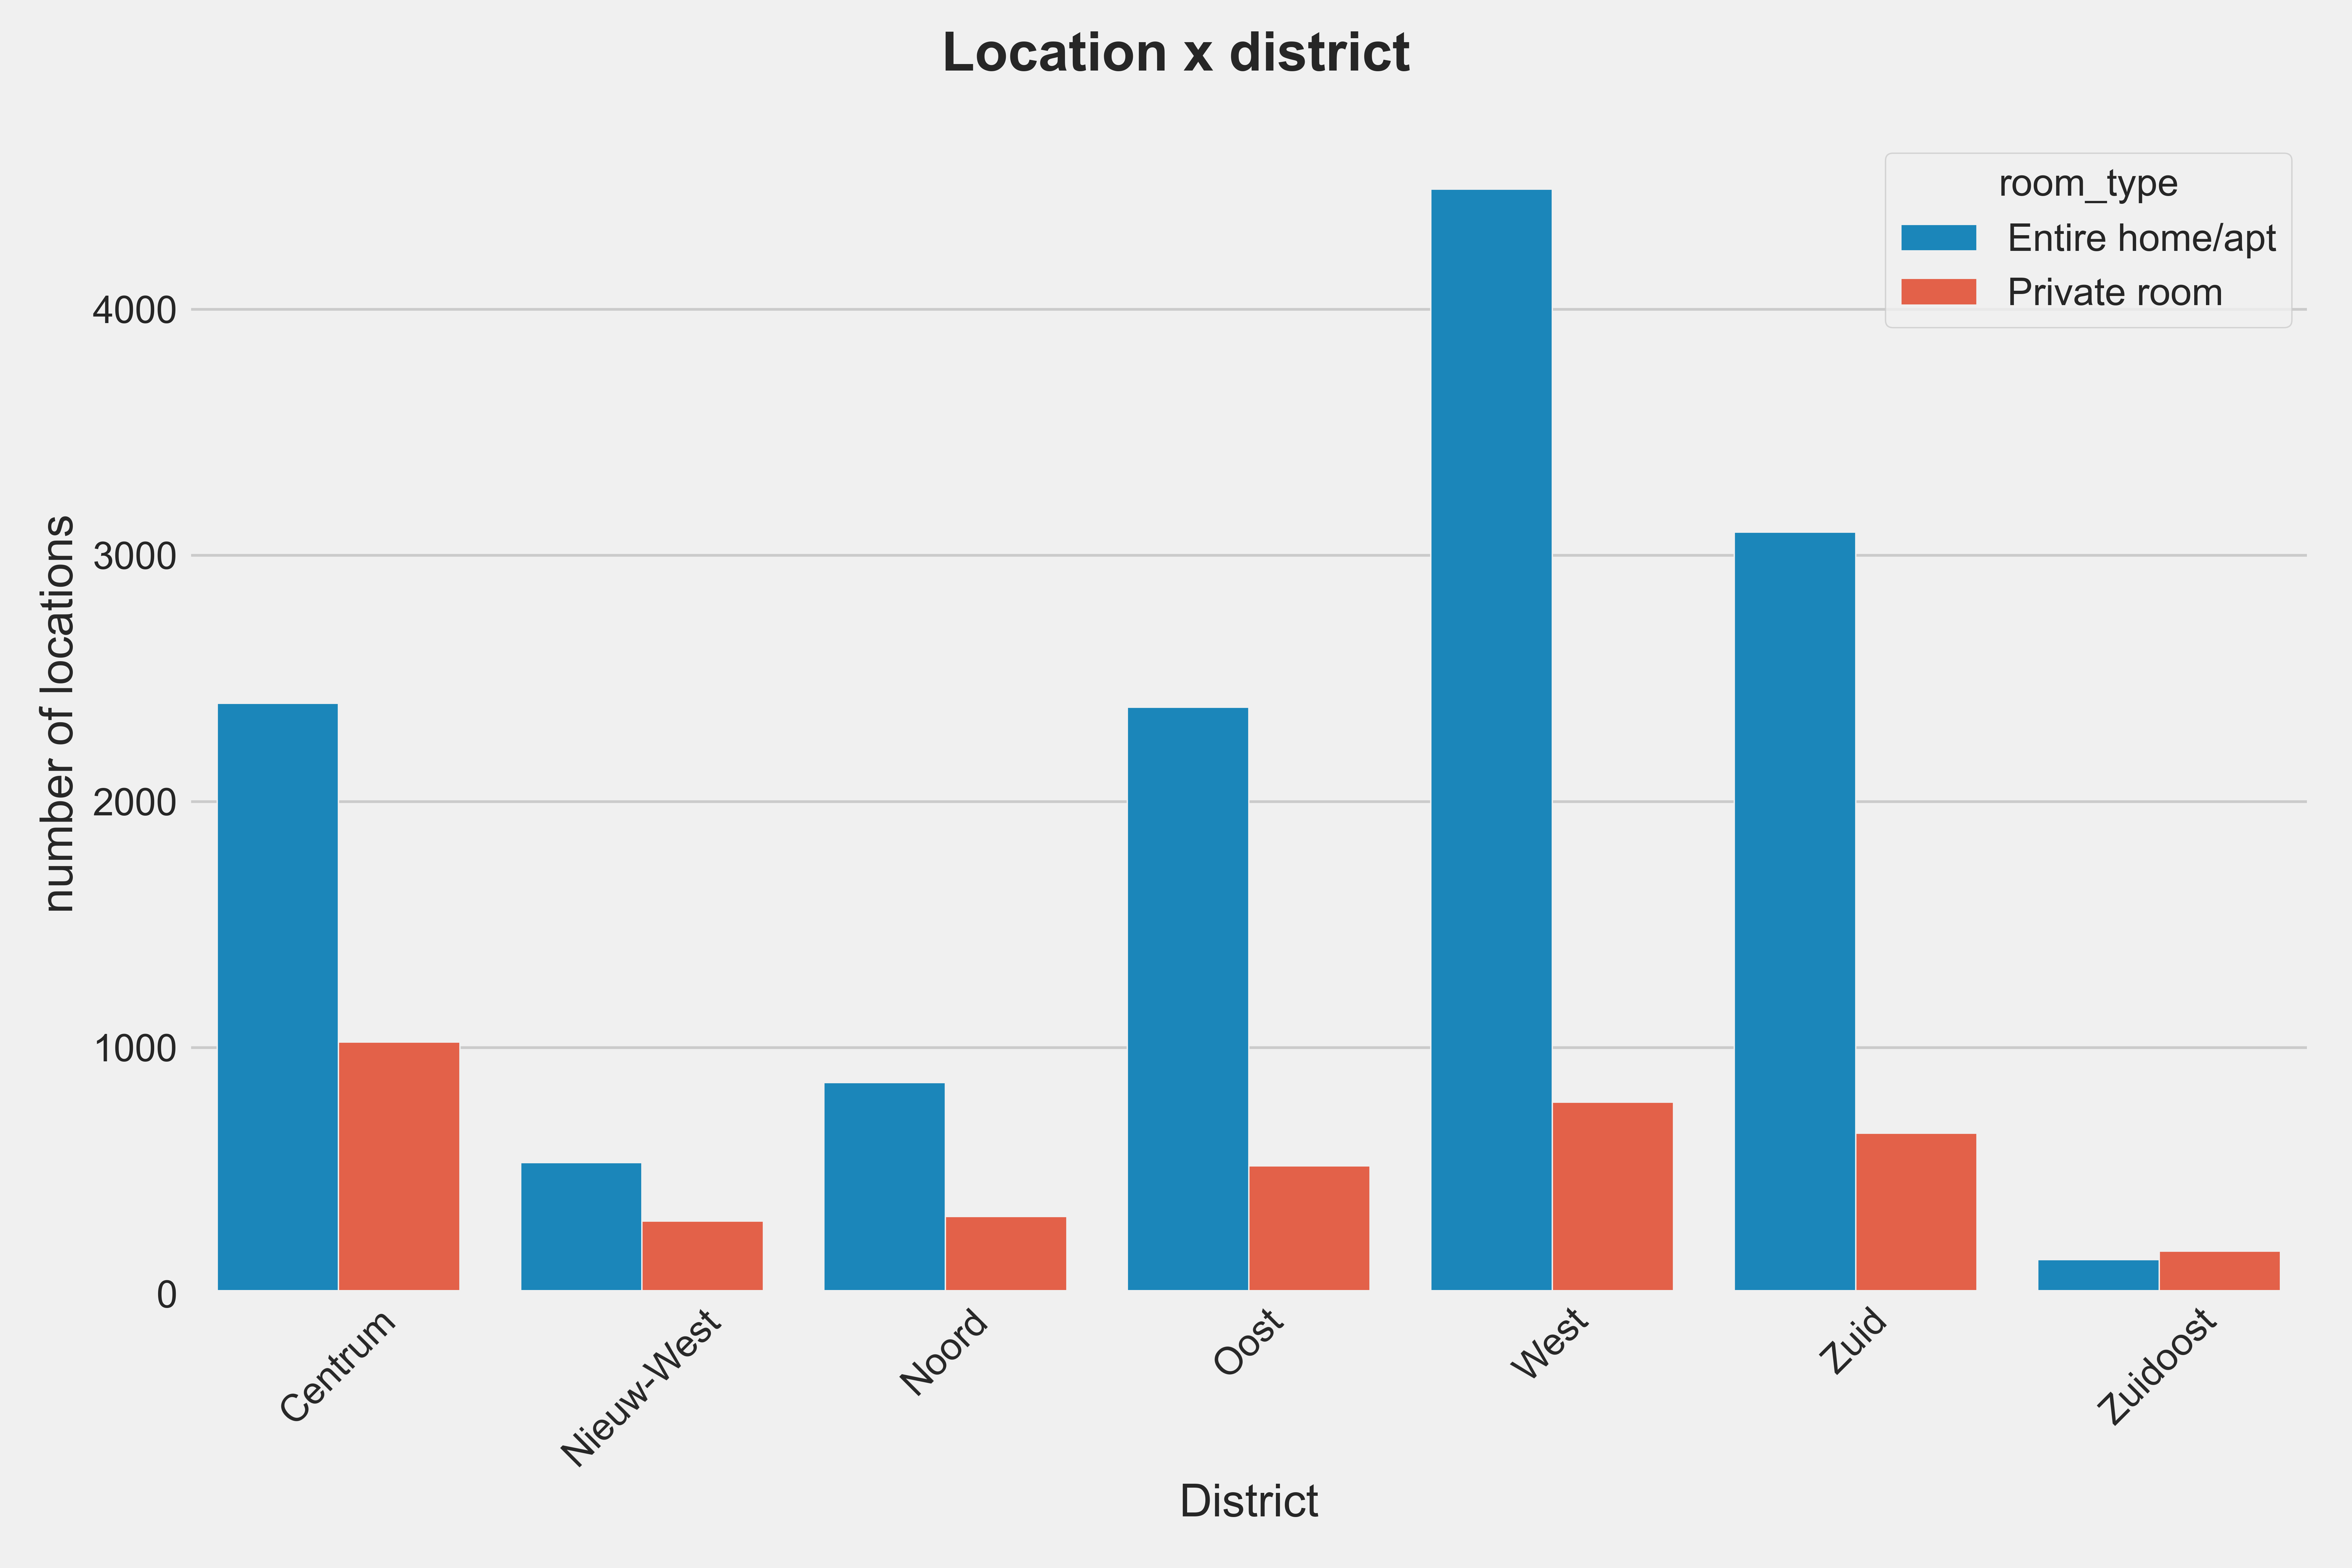 Location x district
room_type
Entire home/apt
Private room
4000
3000
2000
1000
0
number of locations
Centrum
Nieuw-West
Noord
Oost
West
Zuid
Zuidoost
District